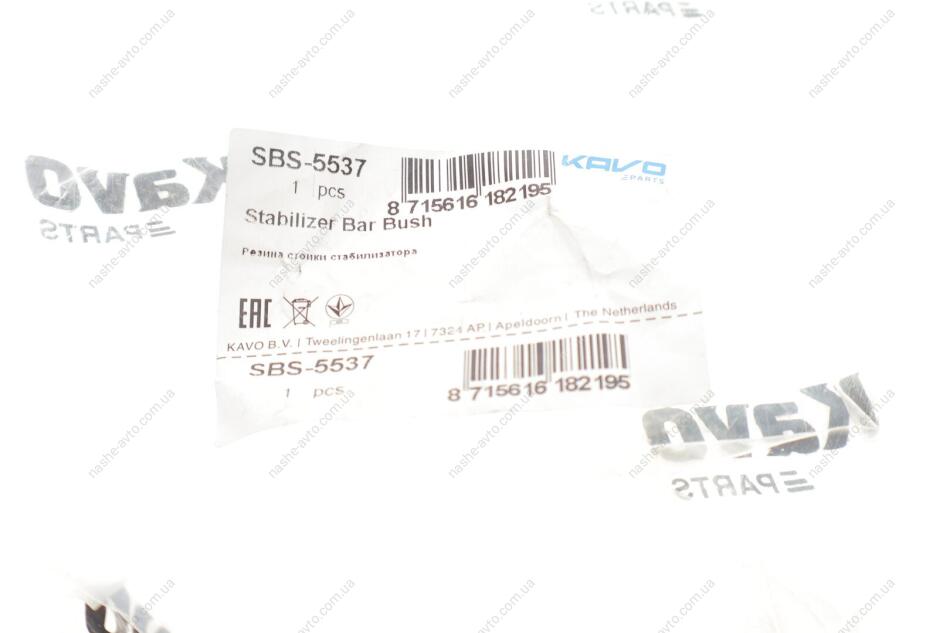 PARTS
SBS-5537
1 pcs
8 715616 182195
KAVO
PARTS
Stabilizer Bar Bush
Резина стойки стабилизатора
EAC
KAVO B.V. | Tweelingenlaan 17 | 7324 AP | Apeldoorn | The Netherlands
SBS-5537
1 pcs
8 715616 182195
KAVO
PARTS
KAVO
PARTS
nashe-avto.com.ua